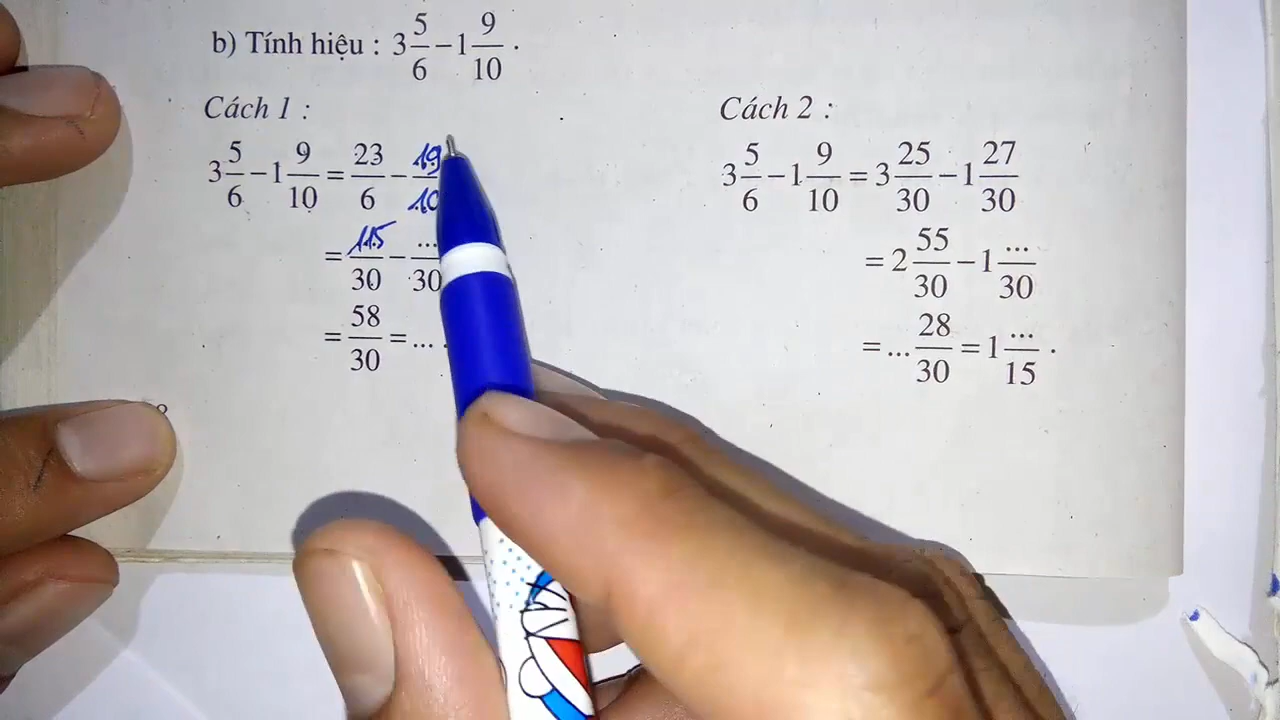 b) Tính hiệu : 3 5/6 − 1 9/10 .
Cách 1 :
3 5/6 − 1 9/10 = 23/6 − 19/10
= 115/30 − .../30
= 58/30 = ... .
Cách 2 :
3 5/6 − 1 9/10 = 3 25/30 − 1 27/30
= 2 55/30 − 1 .../30
= ... 28/30 = 1 .../15 .